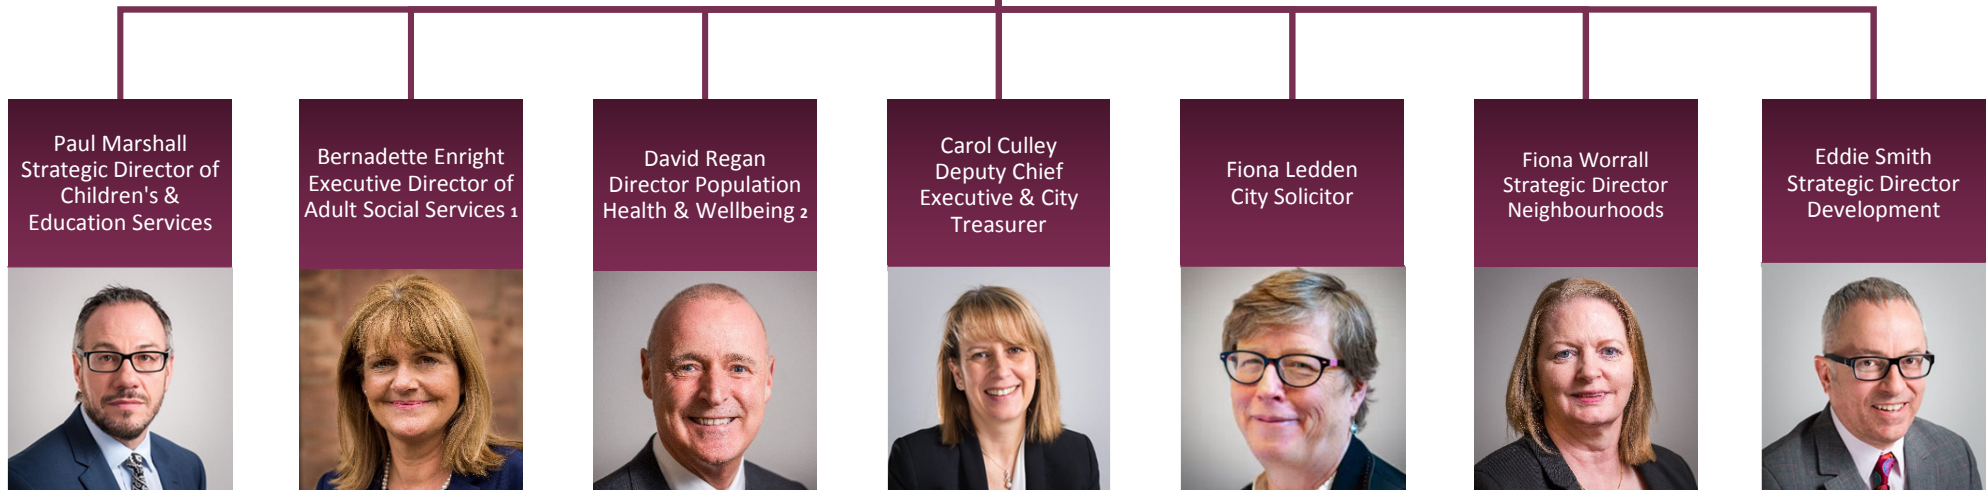 Paul Marshall
Strategic Director of
Children's &
Education Services
Bernadette Enright
Executive Director of
Adult Social Services 1
David Regan
Director Population
Health & Wellbeing 2
Carol Culley
Deputy Chief
Executive & City
Treasurer
Fiona Ledden
City Solicitor
Fiona Worrall
Strategic Director
Neighbourhoods
Eddie Smith
Strategic Director
Development